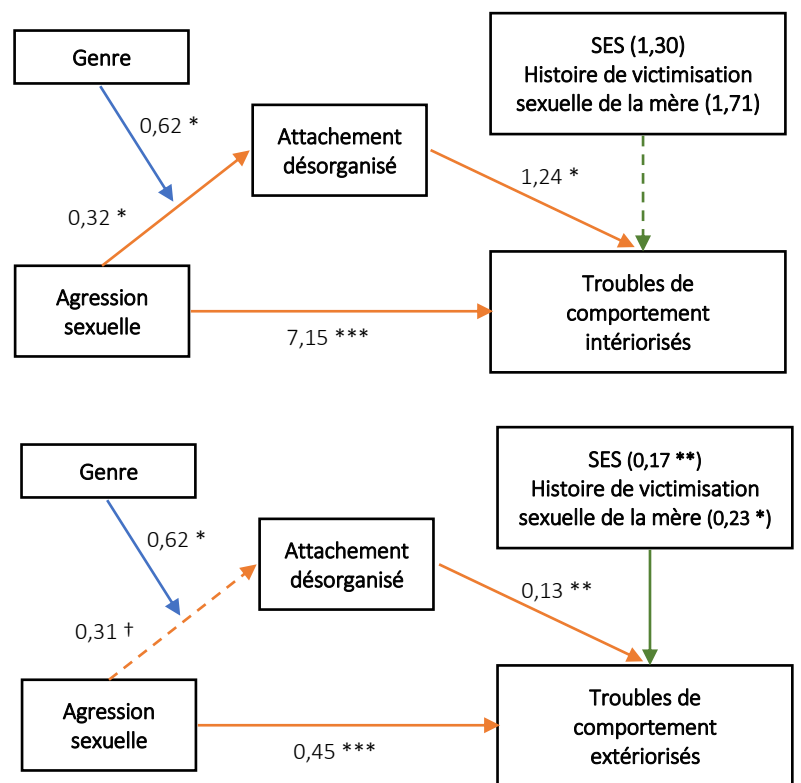 Genre
SES (1,30)
Histoire de victimisation
sexuelle de la mère (1,71)
0,62 *
Attachement
désorganisé
1,24 *
0,32 *
Agression
sexuelle
7,15 ***
Troubles de
comportement
intériorisés
Genre
SES (0,17 **)
Histoire de victimisation
sexuelle de la mère (0,23 *)
0,62 *
Attachement
désorganisé
0,13 **
0,31 †
Agression
sexuelle
0,45 ***
Troubles de
comportement
extériorisés